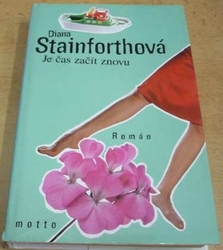 Diana
Stainforthová
Je čas začít znovu
Román
motto